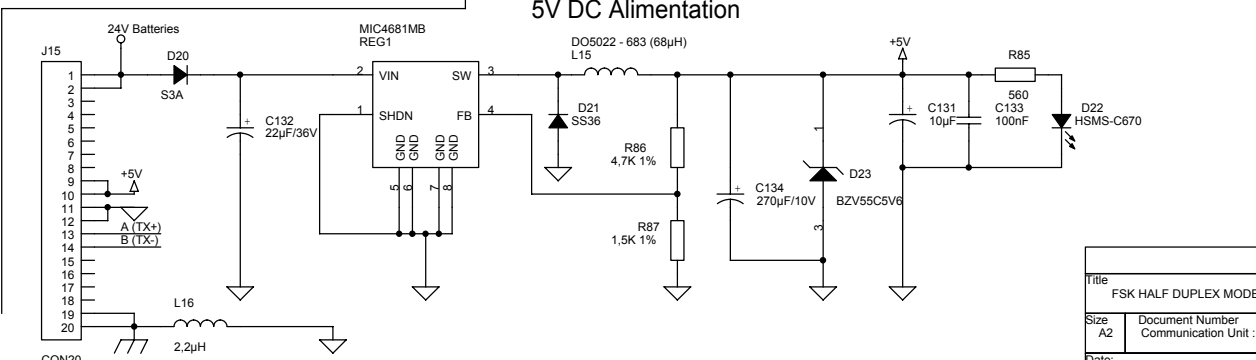 5V DC Alimentation
24V Batteries
J15
1
2
3
4
5
6
7
8
9
10
11
12
13
14
15
16
17
18
19
20
CON20
+5V
A (TX+)
B (TX-)
D20
S3A
C132
22µF/36V
L16
2,2µH
MIC4681MB
REG1
2
VIN
SW
3
1
SHDN
FB
4
GND
GND
GND
GND
5
6
7
8
DO5022 - 683 (68µH)
L15
D21
SS36
R86
4,7K 1%
R87
1,5K 1%
C134
270µF/10V
1
D23
BZV55C5V6
3
+5V
C131
10µF
C133
100nF
R85
560
D22
HSMS-C670
Title
FSK HALF DUPLEX MODE
Size
A2
Document Number
Communication Unit :
Date: